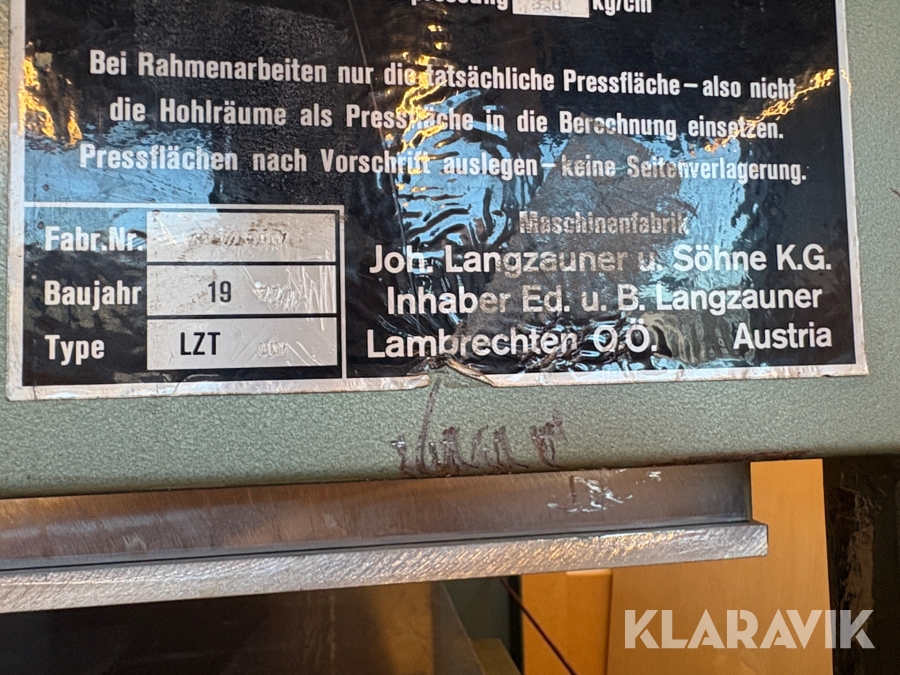 kg/cm
Bei Rahmenarbeiten nur die tatsächliche Pressfläche – also nicht
die Hohlräume als Pressfläche in die Berechnung einsetzen.
Pressflächen nach Vorschrift auslegen – keine Seitenverlagerung.
Fabr.Nr.
Baujahr 19
Type LZT
Maschinenfabrik
Joh. Langzauner u. Söhne K.G.
Inhaber Ed. u. B. Langzauner
Lambrechten O.Ö. Austria
KLARAVIK